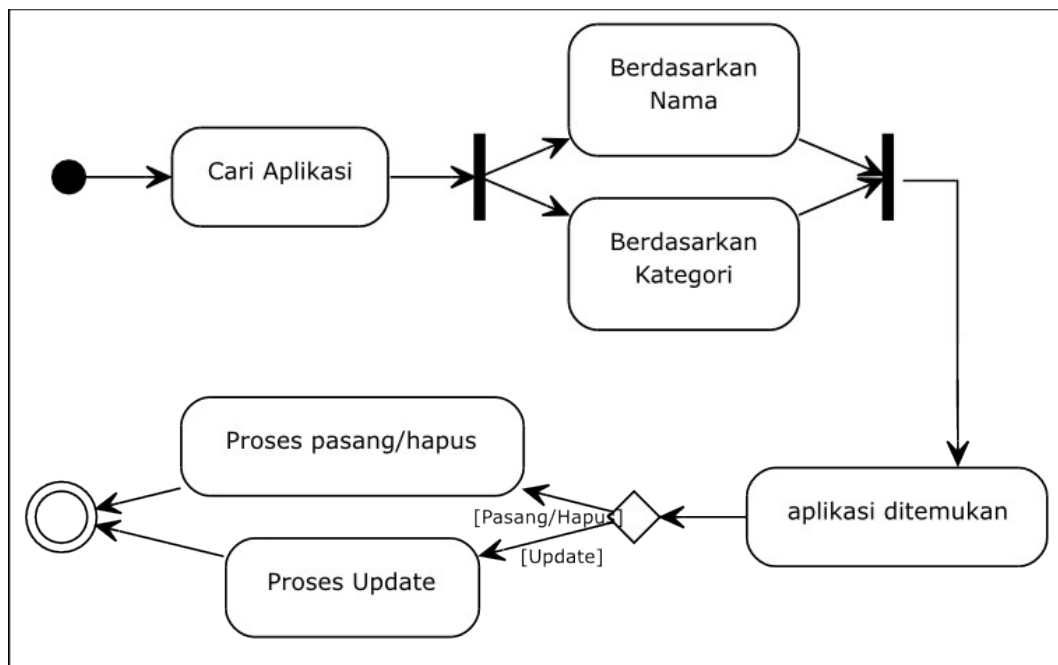 Berdasarkan
Nama
Cari Aplikasi
Berdasarkan
Kategori
Proses pasang/hapus
[Pasang/Hapus]
aplikasi ditemukan
[Update]
Proses Update